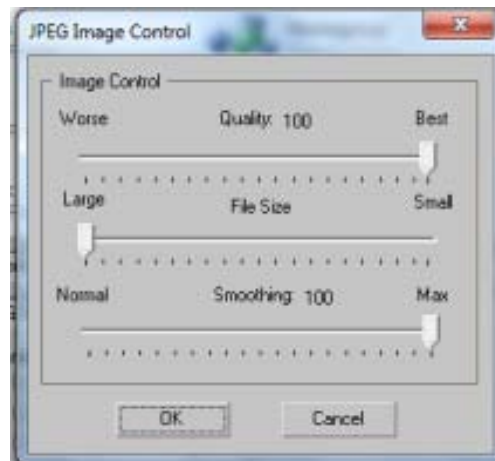 JPEG Image Control
Image Control
Worse Quality: 100 Best
Large File Size Small
Normal Smoothing: 100 Max
OK Cancel